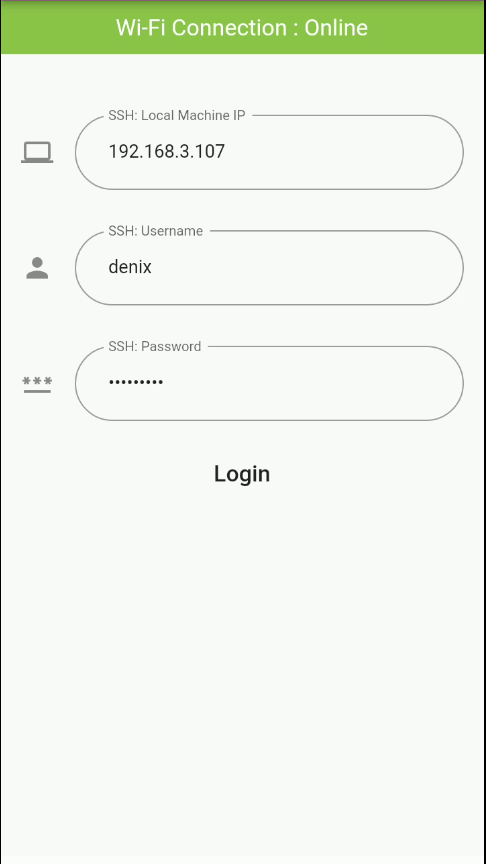 Wi-Fi Connection : Online
SSH: Local Machine IP
192.168.3.107
SSH: Username
denix
SSH: Password
•••••••••
Login